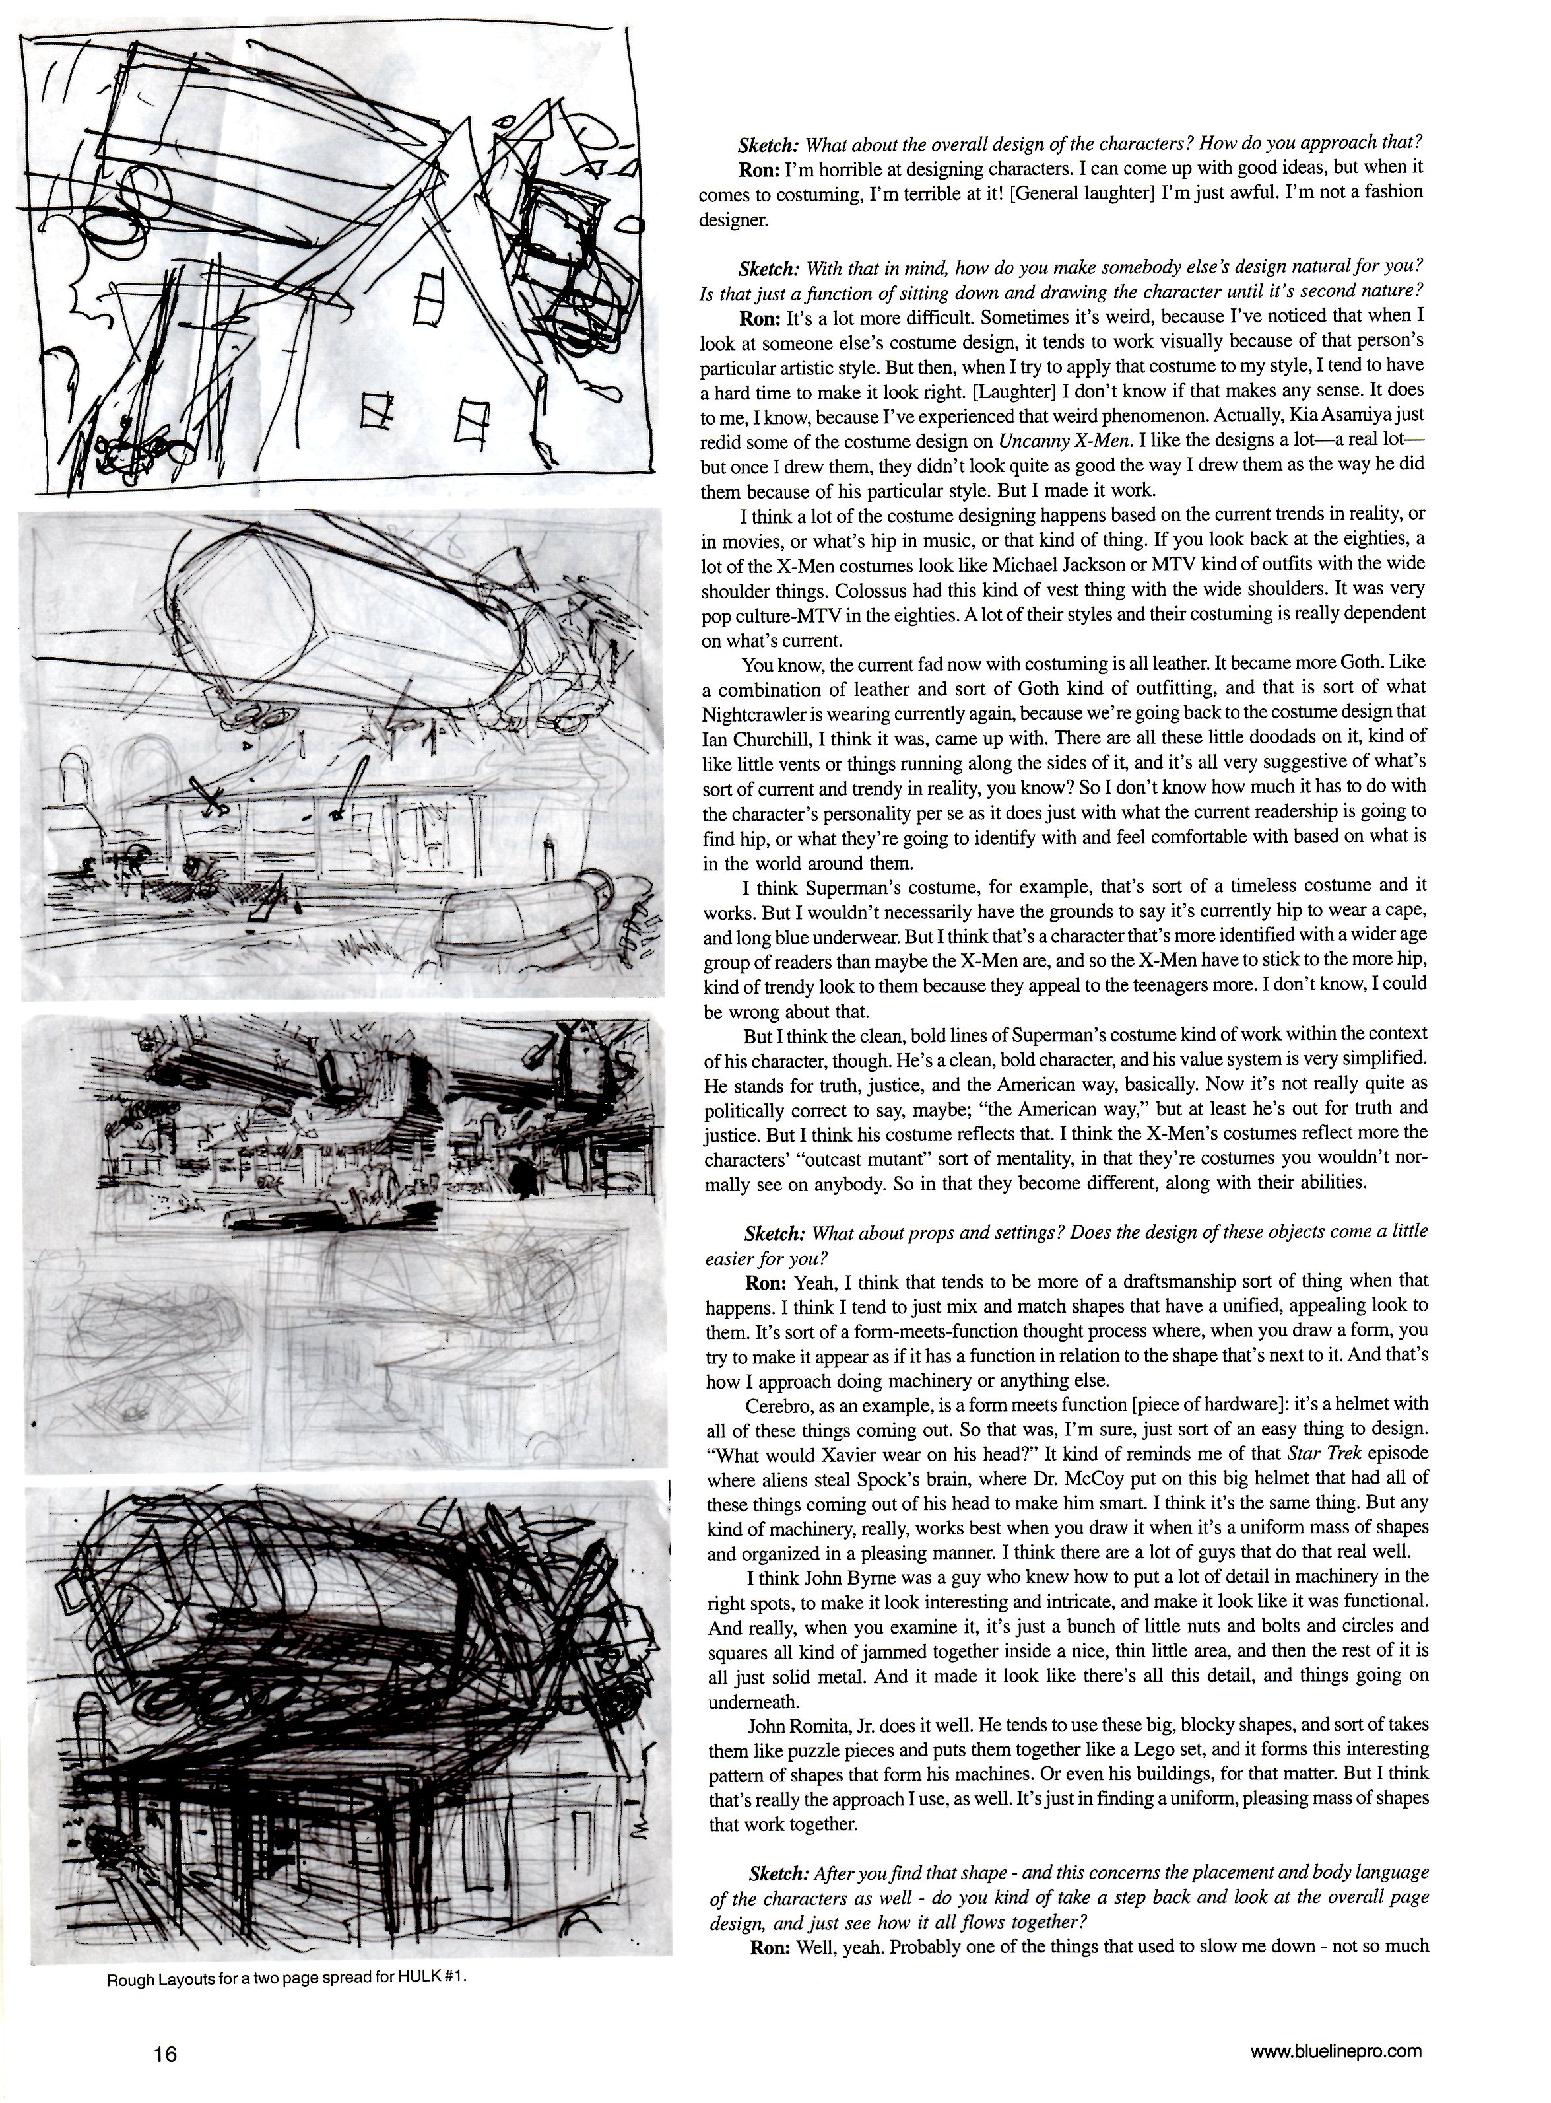 Sketch: What about the overall design of the characters? How do you approach that?
Ron: I'm horrible at designing characters. I can come up with good ideas, but when it
comes to costuming, I'm terrible at it! [General laughter] I'm just awful. I'm not a fashion
designer.
Sketch: With that in mind, how do you make somebody else's design natural for you?
Is that just a function of sitting down and drawing the character until it's second nature?
Ron: It's a lot more difficult. Sometimes it's weird, because I've noticed that when I
look at someone else's costume design, it tends to work visually because of that person's
particular artistic style. But then, when I try to apply that costume to my style, I tend to have
a hard time to make it look right. [Laughter] I don't know if that makes any sense. It does
to me, I know, because I've experienced that weird phenomenon. Actually, Kia Asamiya just
redid some of the costume design on Uncanny X-Men. I like the designs a lot—a real lot—
but once I drew them, they didn't look quite as good the way I drew them as the way he did
them because of his particular style. But I made it work.
I think a lot of the costume designing happens based on the current trends in reality, or
in movies, or what's hip in music, or that kind of thing. If you look back at the eighties, a
lot of the X-Men costumes look like Michael Jackson or MTV kind of outfits with the wide
shoulder things. Colossus had this kind of vest thing with the wide shoulders. It was very
pop culture-MTV in the eighties. A lot of their styles and their costuming is really dependent
on what's current.
You know, the current fad now with costuming is all leather. It became more Goth. Like
a combination of leather and sort of Goth kind of outfitting, and that is sort of what
Nightcrawler is wearing currently again, because we're going back to the costume design that
Ian Churchill, I think it was, came up with. There are all these little doodads on it, kind of
like little vents or things running along the sides of it, and it's all very suggestive of what's
sort of current and trendy in reality, you know? So I don't know how much it has to do with
the character's personality per se as it does just with what the current readership is going to
find hip, or what they're going to identify with and feel comfortable with based on what is
in the world around them.
I think Superman's costume, for example, that's sort of a timeless costume and it
works. But I wouldn't necessarily have the grounds to say it's currently hip to wear a cape,
and long blue underwear. But I think that's a character that's more identified with a wider age
group of readers than maybe the X-Men are, and so the X-Men have to stick to the more hip,
kind of trendy look to them because they appeal to the teenagers more. I don't know, I could
be wrong about that.
But I think the clean, bold lines of Superman's costume kind of work within the context
of his character, though. He's a clean, bold character, and his value system is very simplified.
He stands for truth, justice, and the American way, basically. Now it's not really quite as
politically correct to say, maybe; “the American way,” but at least he's out for truth and
justice. But I think his costume reflects that. I think the X-Men's costumes reflect more the
characters' “outcast mutant” sort of mentality, in that they're costumes you wouldn't nor-
mally see on anybody. So in that they become different, along with their abilities.
Sketch: What about props and settings? Does the design of these objects come a little
easier for you?
Ron: Yeah, I think that tends to be more of a draftsmanship sort of thing when that
happens. I think I tend to just mix and match shapes that have a unified, appealing look to
them. It's sort of a form-meets-function thought process where, when you draw a form, you
try to make it appear as if it has a function in relation to the shape that's next to it. And that's
how I approach doing machinery or anything else.
Cerebro, as an example, is a form meets function [piece of hardware]: it's a helmet with
all of these things coming out. So that was, I'm sure, just sort of an easy thing to design.
“What would Xavier wear on his head?” It kind of reminds me of that Star Trek episode
where aliens steal Spock's brain, where Dr. McCoy put on this big helmet that had all of
these things coming out of his head to make him smart. I think it's the same thing. But any
kind of machinery, really, works best when you draw it when it's a uniform mass of shapes
and organized in a pleasing manner. I think there are a lot of guys that do that real well.
I think John Byrne was a guy who knew how to put a lot of detail in machinery in the
right spots, to make it look interesting and intricate, and make it look like it was functional.
And really, when you examine it, it's just a bunch of little nuts and bolts and circles and
squares all kind of jammed together inside a nice, thin little area, and then the rest of it is
all just solid metal. And it made it look like there's all this detail, and things going on
underneath.
John Romita, Jr. does it well. He tends to use these big, blocky shapes, and sort of takes
them like puzzle pieces and puts them together like a Lego set, and it forms this interesting
pattern of shapes that form his machines. Or even his buildings, for that matter. But I think
that's really the approach I use, as well. It's just in finding a uniform, pleasing mass of shapes
that work together.
Sketch: After you find that shape - and this concerns the placement and body language
of the characters as well - do you kind of take a step back and look at the overall page
design, and just see how it all flows together?
Ron: Well, yeah. Probably one of the things that used to slow me down - not so much
Rough Layouts for a two page spread for HULK #1.
16
www.bluelinepro.com